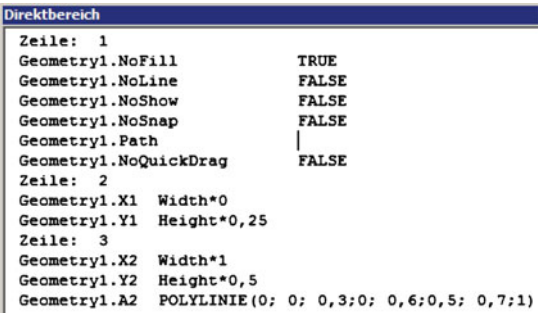 Direktbereich
Zeile: 1
Geometry1.NoFill TRUE
Geometry1.NoLine FALSE
Geometry1.NoShow FALSE
Geometry1.NoSnap FALSE
Geometry1.Path
Geometry1.NoQuickDrag FALSE
Zeile: 2
Geometry1.X1 Width*0
Geometry1.Y1 Height*0,25
Zeile: 3
Geometry1.X2 Width*1
Geometry1.Y2 Height*0,5
Geometry1.A2 POLYLINIE(0; 0; 0,3;0; 0,6;0,5; 0,7;1)